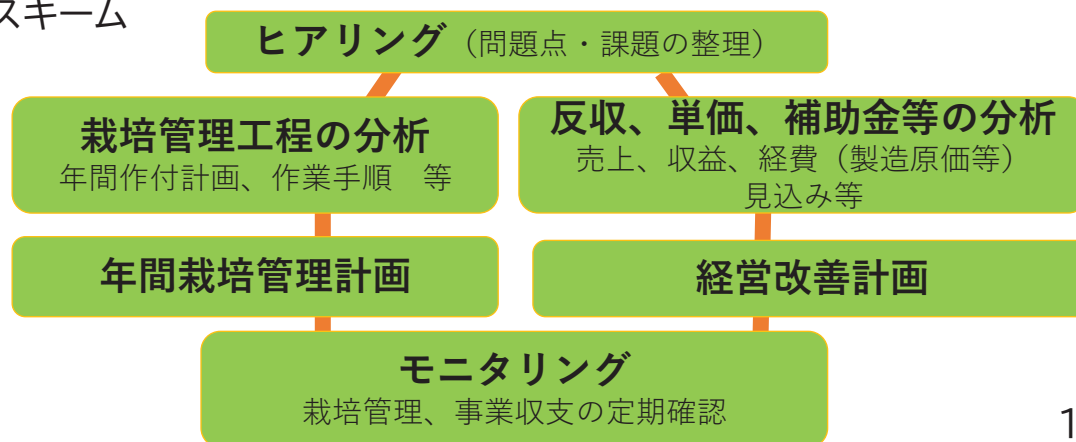 スキーム
ヒアリング（問題点・課題の整理）
栽培管理工程の分析
年間作付計画、作業手順　等
反収、単価、補助金等の分析
売上、収益、経費（製造原価等）
見込み等
年間栽培管理計画
経営改善計画
モニタリング
栽培管理、事業収支の定期確認
1